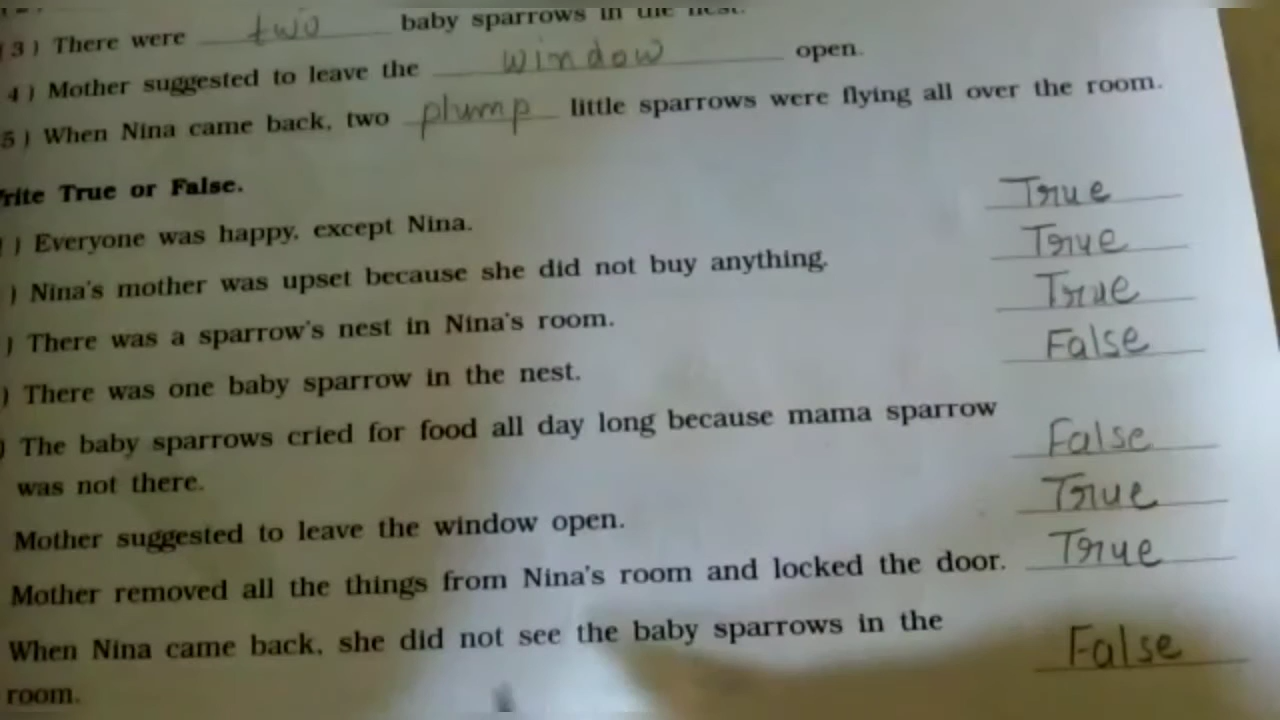 3 ) There were two baby sparrows in the nest.
4 ) Mother suggested to leave the window open.
5 ) When Nina came back, two plump little sparrows were flying all over the room.
rite True or False.
) Everyone was happy, except Nina. True
) Nina's mother was upset because she did not buy anything. True
) There was a sparrow's nest in Nina's room. True
) There was one baby sparrow in the nest. False
) The baby sparrows cried for food all day long because mama sparrow
was not there. False
Mother suggested to leave the window open. True
Mother removed all the things from Nina's room and locked the door. True
When Nina came back, she did not see the baby sparrows in the
room. False